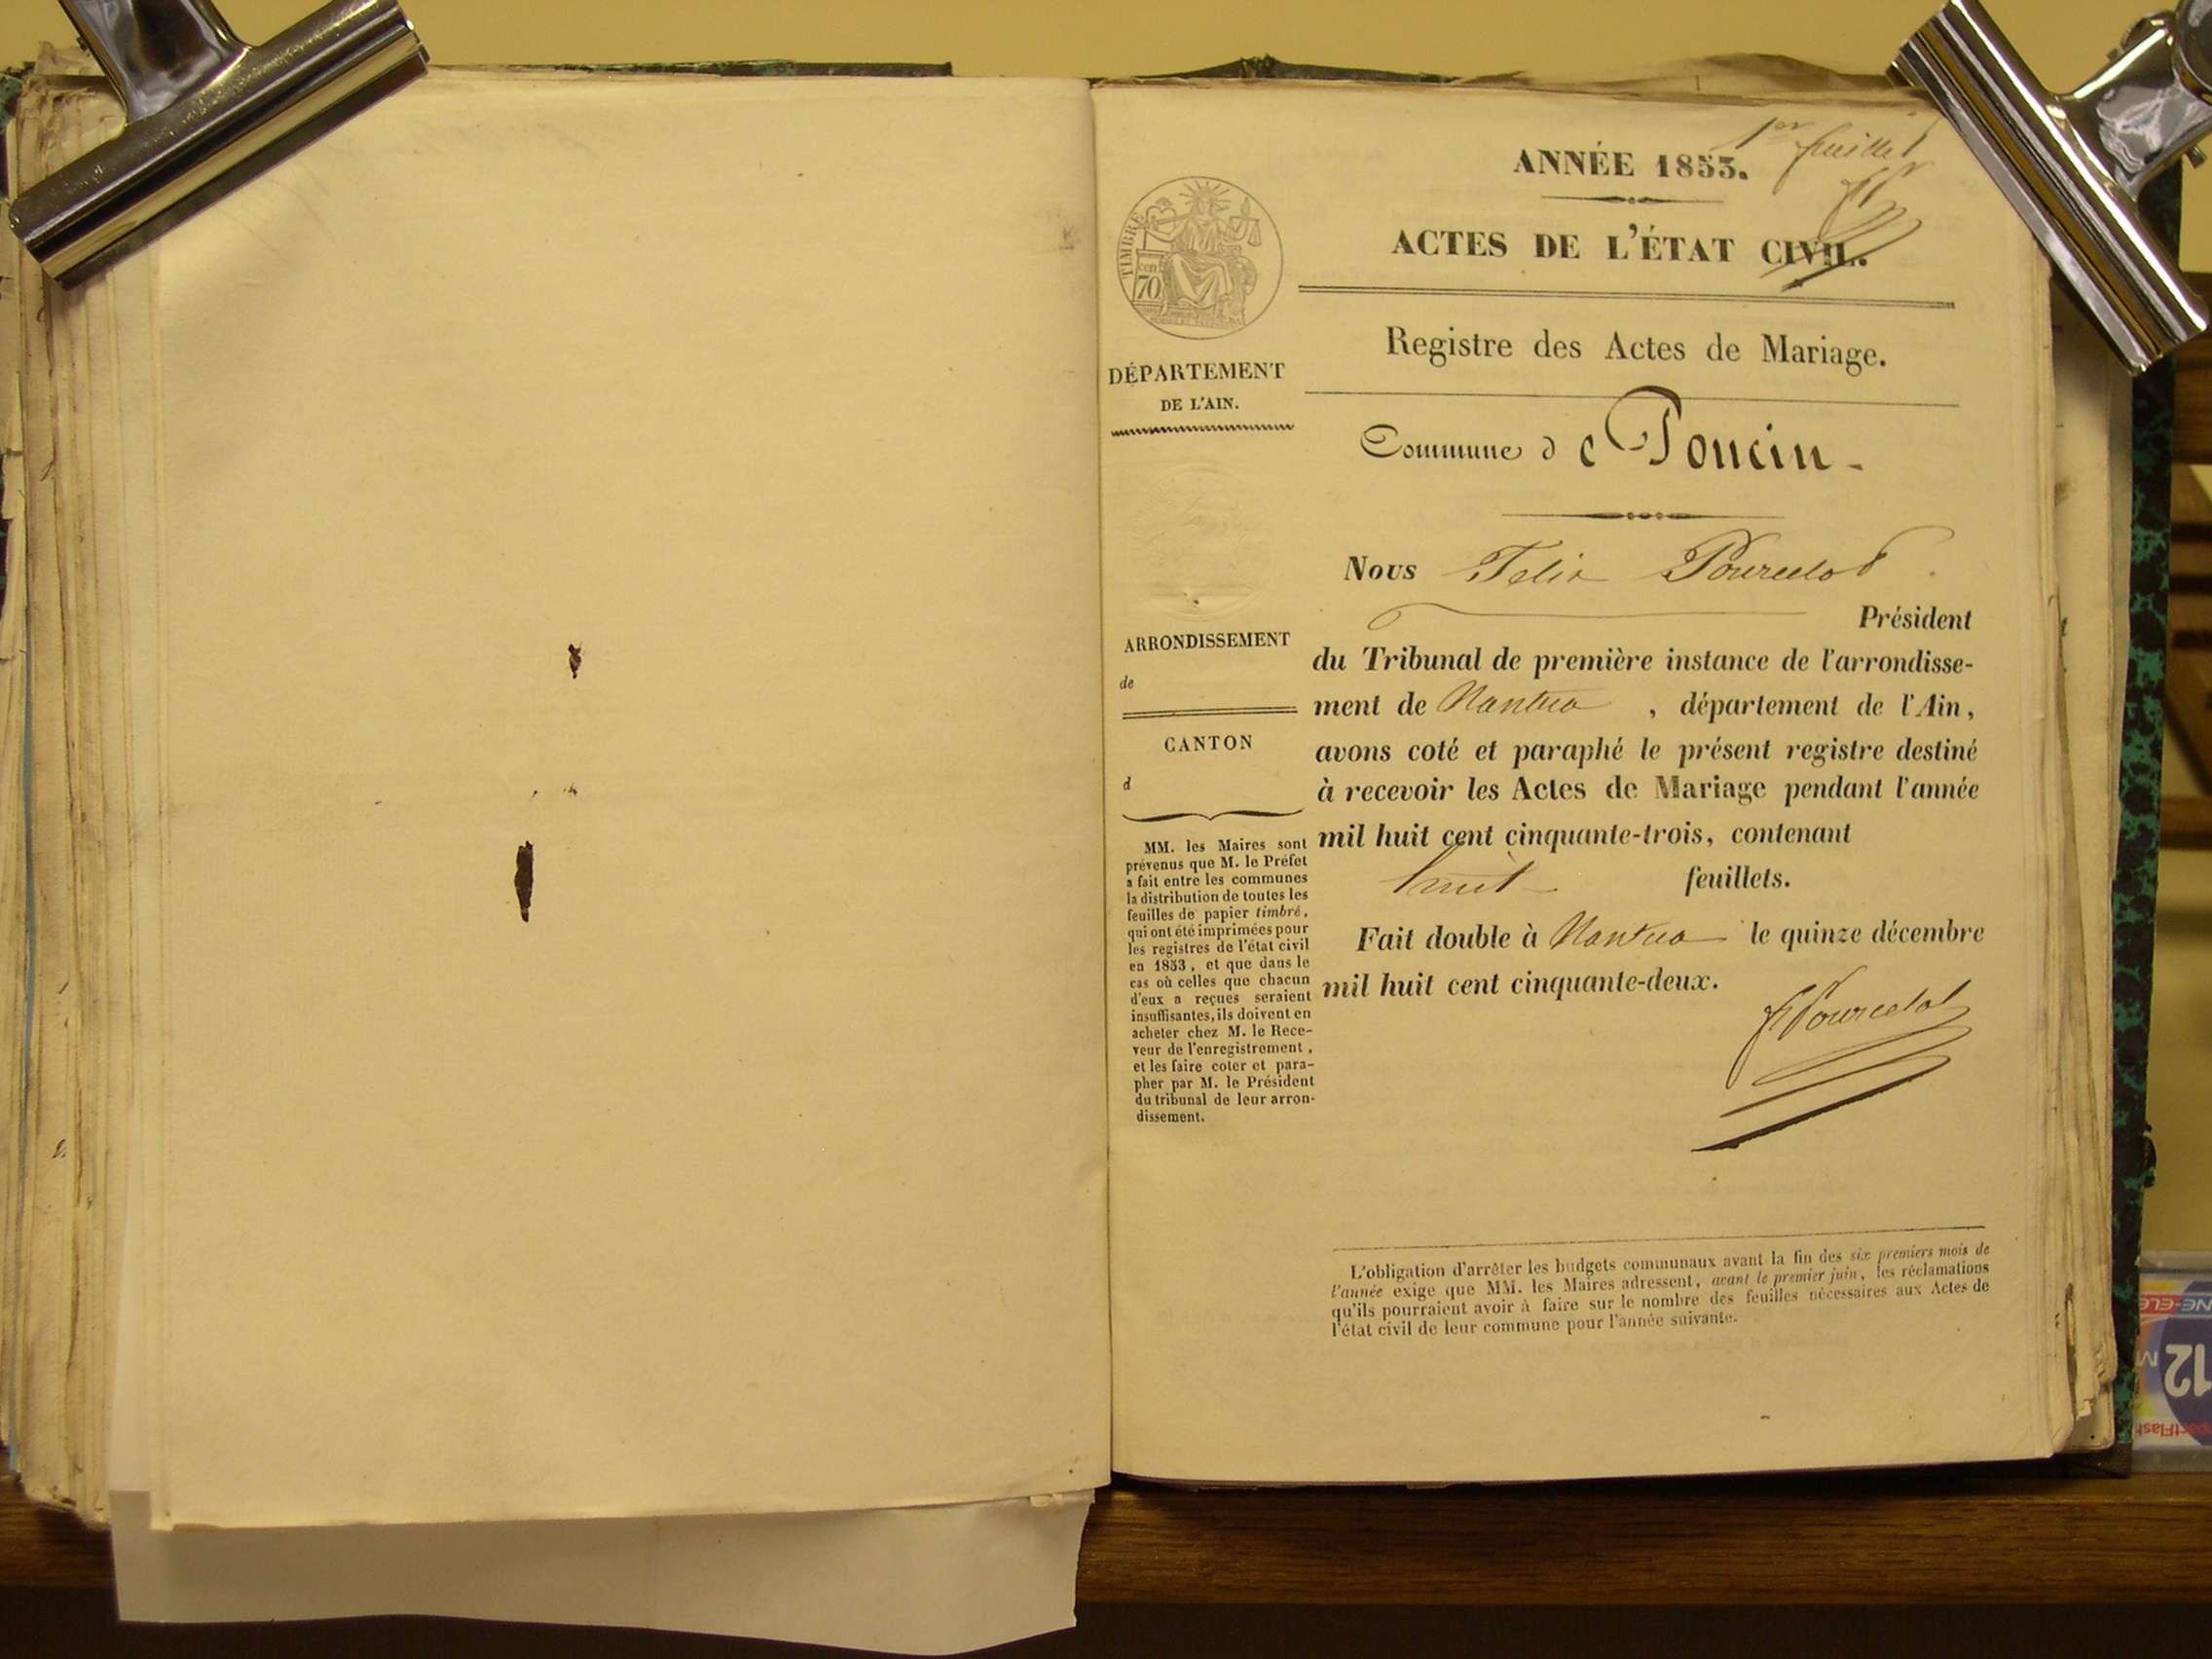 1er feuillet
ANNÉE 1853.
ACTES DE L'ÉTAT CIVIL.
TIMBRE
cen
70
Registre des Actes de Mariage.
DÉPARTEMENT
DE L'AIN.
Commune de Poncin -
Nous Felix Pourcelot
Président
du Tribunal de première instance de l'arrondisse-
ment de Nantua , département de l'Ain,
avons coté et paraphé le présent registre destiné
à recevoir les Actes de Mariage pendant l'année
mil huit cent cinquante-trois, contenant
huit feuillets.
Fait double à Nantua le quinze décembre
mil huit cent cinquante-deux.
F Pourcelot
ARRONDISSEMENT
de
CANTON
d
MM. les Maires sont
prévenus que M. le Préfet
a fait entre les communes
la distribution de toutes les
feuilles de papier timbré,
qui ont été imprimées pour
les registres de l'état civil
en 1853, et que dans le
cas où celles que chacun
d'eux a reçues seraient
insuffisantes, ils doivent en
acheter chez M. le Rece-
veur de l'enregistrement,
et les faire coter et para-
pher par M. le Président
du tribunal de leur arron-
dissement.
L'obligation d'arrêter les budgets communaux avant la fin des six premiers mois de
l'année exige que MM. les Maires adressent, avant le premier juin, les réclamations
qu'ils pourraient avoir à faire sur le nombre des feuilles nécessaires aux Actes de
l'état civil de leur commune pour l'année suivante.
12